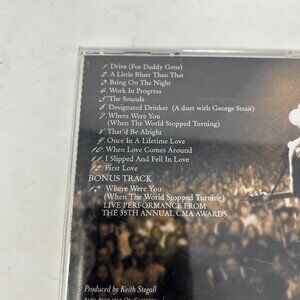 1. Drive (For Daddy Gene)
2. A Little Bluer Than That
3. Bring On The Night
4. Work In Progress
5. The Sounds
6. Designated Drinker (A duet with George Strait)
7. Where Were You
(When The World Stopped Turning)
8. That'd Be Alright
9. Once In A Lifetime Love
10. When Love Comes Around
11. I Slipped And Fell In Love
12. First Love
BONUS TRACK
13. Where Were You
(When The World Stopped Turning)
LIVE PERFORMANCE FROM
THE 35TH ANNUAL CMA AWARDS
Produced by Keith Stegall